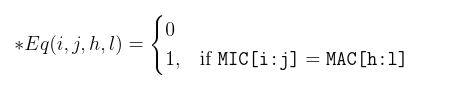 *Eq(i, j, h, l) = { 0
1, if MIC[i:j] = MAC[h:l]